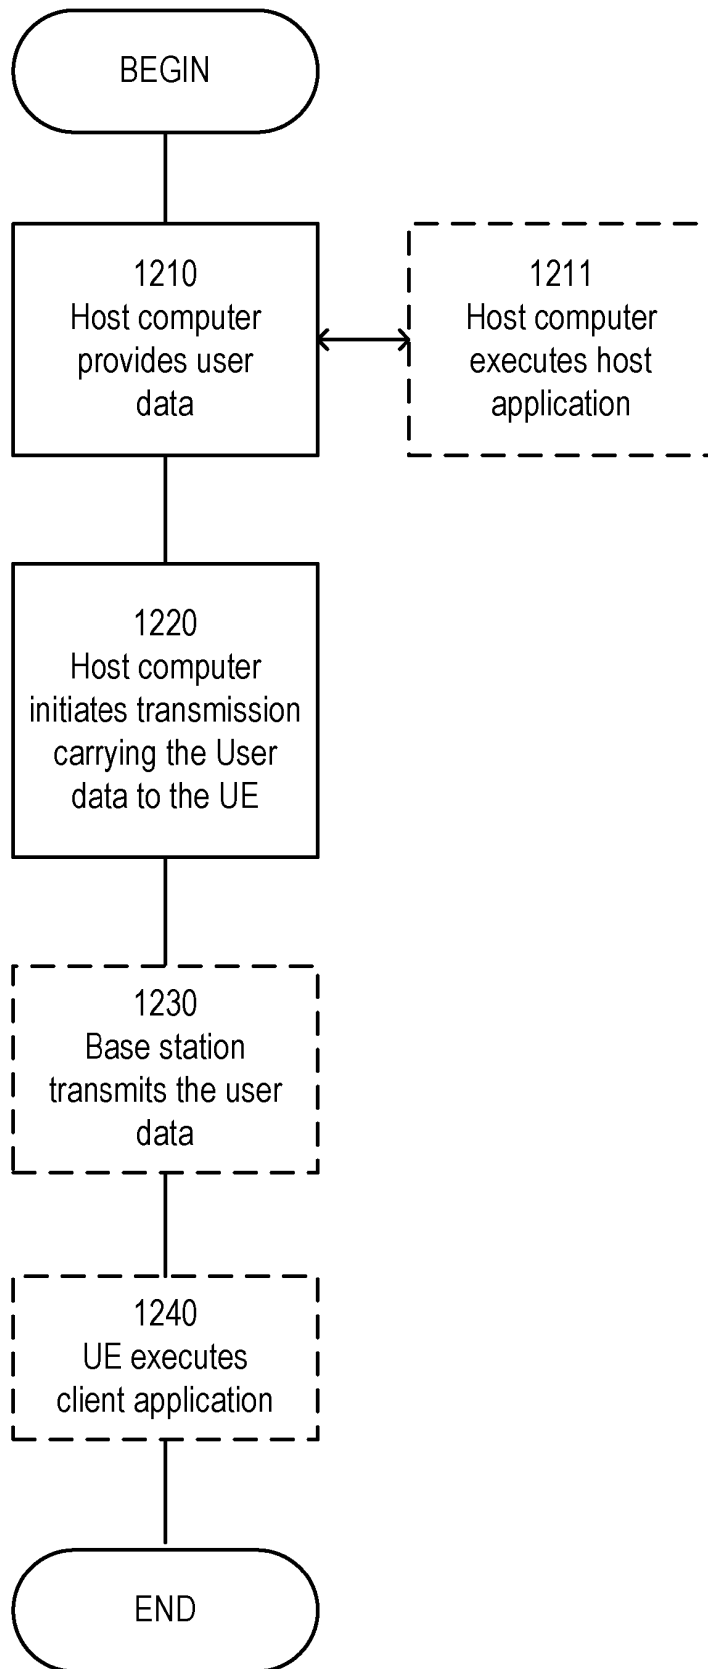 BEGIN
1210
Host computer
provides user
data
1211
Host computer
executes host
application
1220
Host computer
initiates transmission
carrying the User
data to the UE
1230
Base station
transmits the user
data
1240
UE executes
client application
END